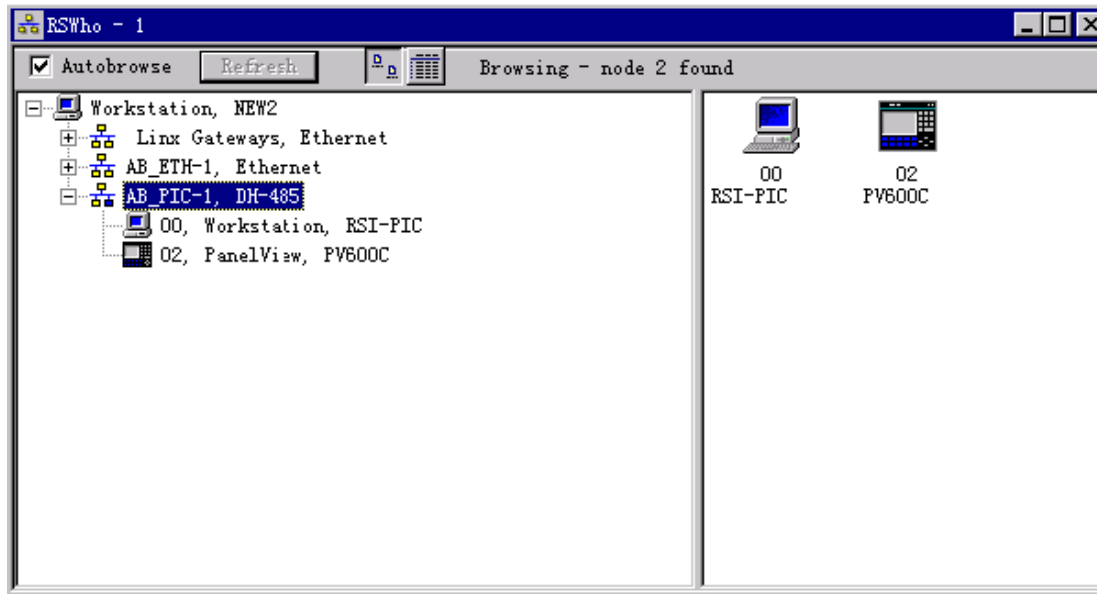 RSWho - 1
Autobrowse Refresh Browsing - node 2 found
Workstation, NEW2
Linx Gateways, Ethernet
AB_ETH-1, Ethernet
AB_PIC-1, DH-485
00, Workstation, RSI-PIC
02, PanelView, PV600C
00
RSI-PIC
02
PV600C